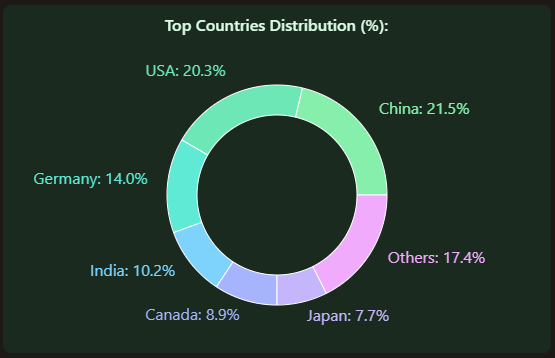 Top Countries Distribution (%):
USA: 20.3%
China: 21.5%
Germany: 14.0%
Others: 17.4%
India: 10.2%
Canada: 8.9%
Japan: 7.7%